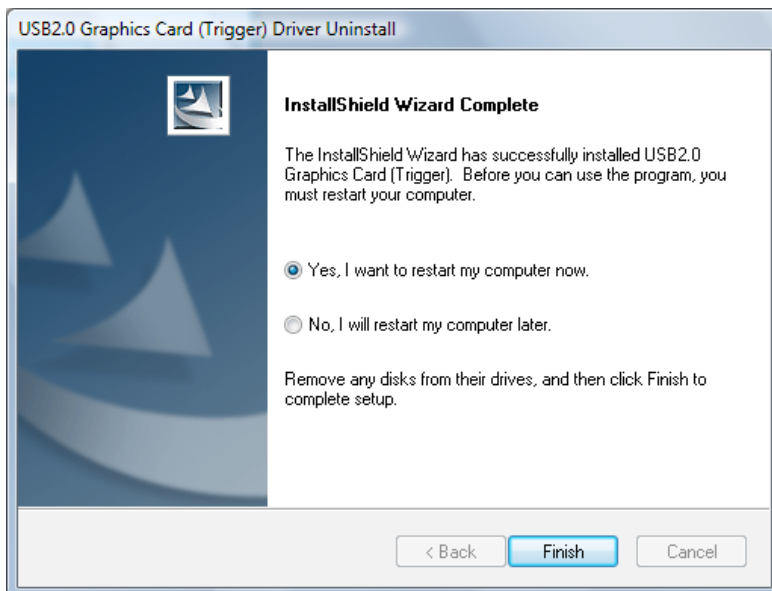 USB2.0 Graphics Card (Trigger) Driver Uninstall
InstallShield Wizard Complete
The InstallShield Wizard has successfully installed USB2.0
Graphics Card (Trigger).  Before you can use the program, you
must restart your computer.
Yes, I want to restart my computer now.
No, I will restart my computer later.
Remove any disks from their drives, and then click Finish to
complete setup.
< Back
Finish
Cancel